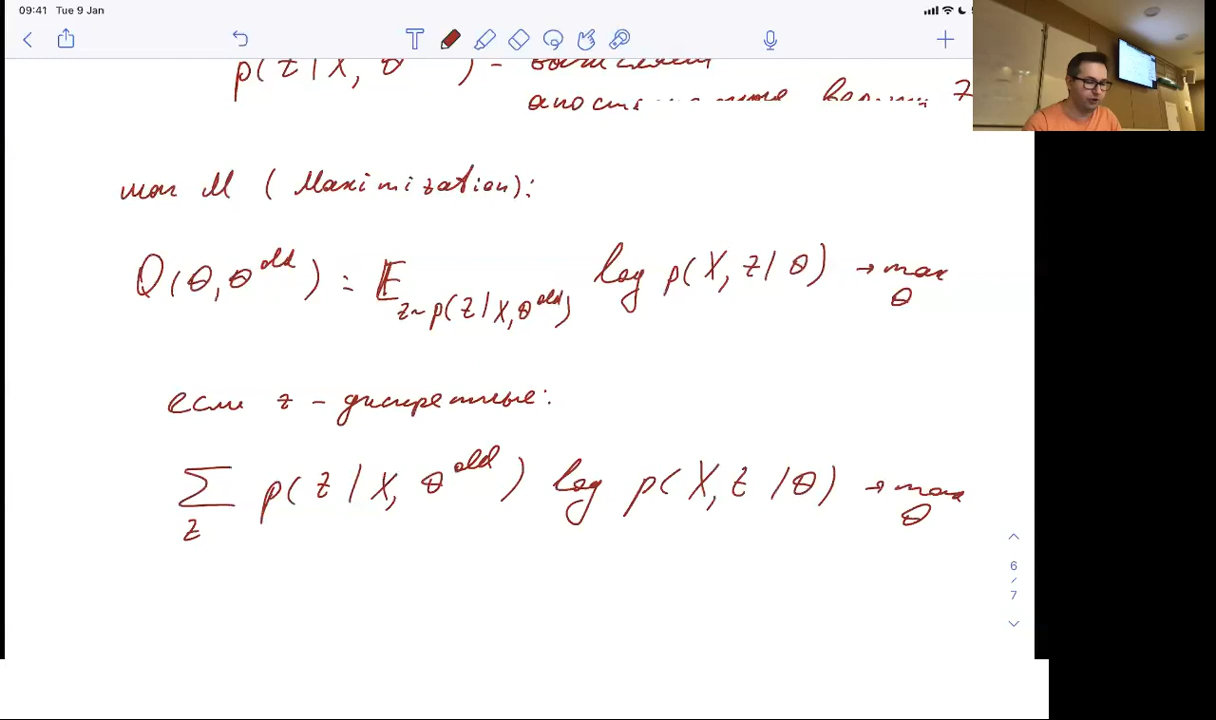 09:41 Tue 9 Jan
p(z | X, θ ) – вычисляем
шаг M ( Maximization):
Q(θ, θ^old) = E_{z~p(z|X,θ^old)} log p(X, z | θ) → max_θ
если z – дискретные:
Σ_z p(z | X, θ^old) log p(X, z | θ) → max_θ
6
/
7